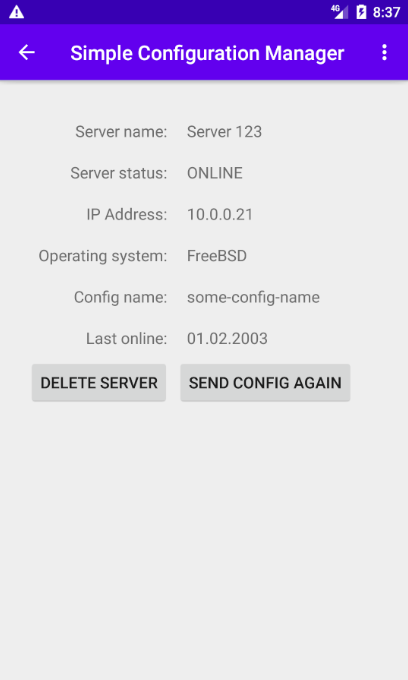 4G 8:37
Simple Configuration Manager
Server name: Server 123
Server status: ONLINE
IP Address: 10.0.0.21
Operating system: FreeBSD
Config name: some-config-name
Last online: 01.02.2003
DELETE SERVER SEND CONFIG AGAIN